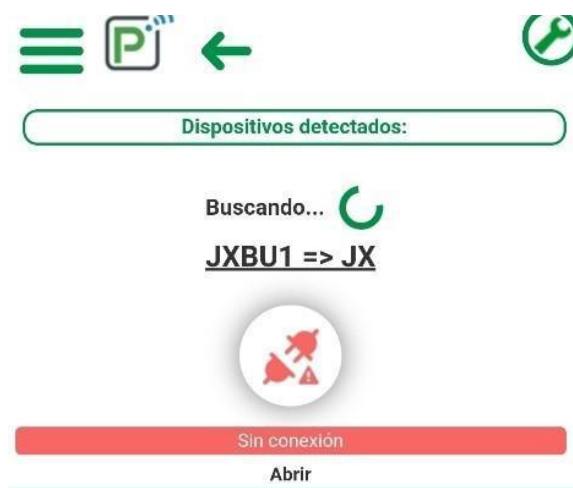 P
Dispositivos detectados:
Buscando...
JXBU1 => JX
Sin conexión
Abrir